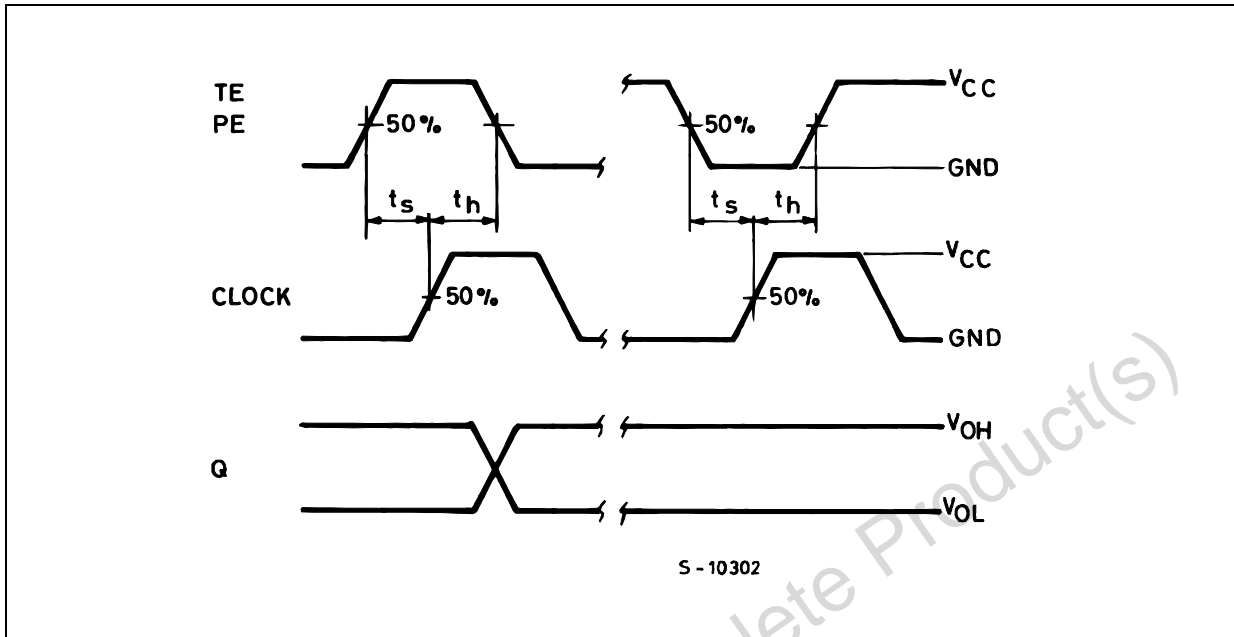 TE
PE
50%
50%
VCC
GND
ts
th
ts
th
CLOCK
50%
50%
VCC
GND
Q
VOH
VOL
S-10302
lete Product(s)